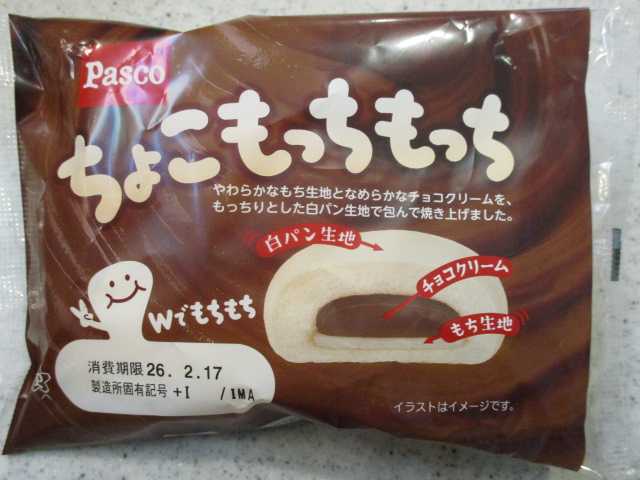 Pasco
ちょこもっちもっち
やわらかなもち生地となめらかなチョコクリームを、
もっちりとした白パン生地で包んで焼き上げました。
白パン生地
チョコクリーム
もち生地
Wでもちもち
消費期限 26. 2.17
製造所固有記号 +I /IMA
イラストはイメージです。